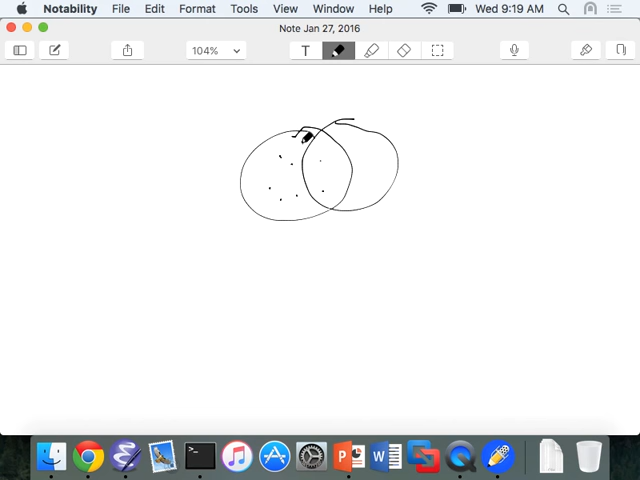 Notability File Edit Format Tools View Window Help Wed 9:19 AM
Note Jan 27, 2016
104% T